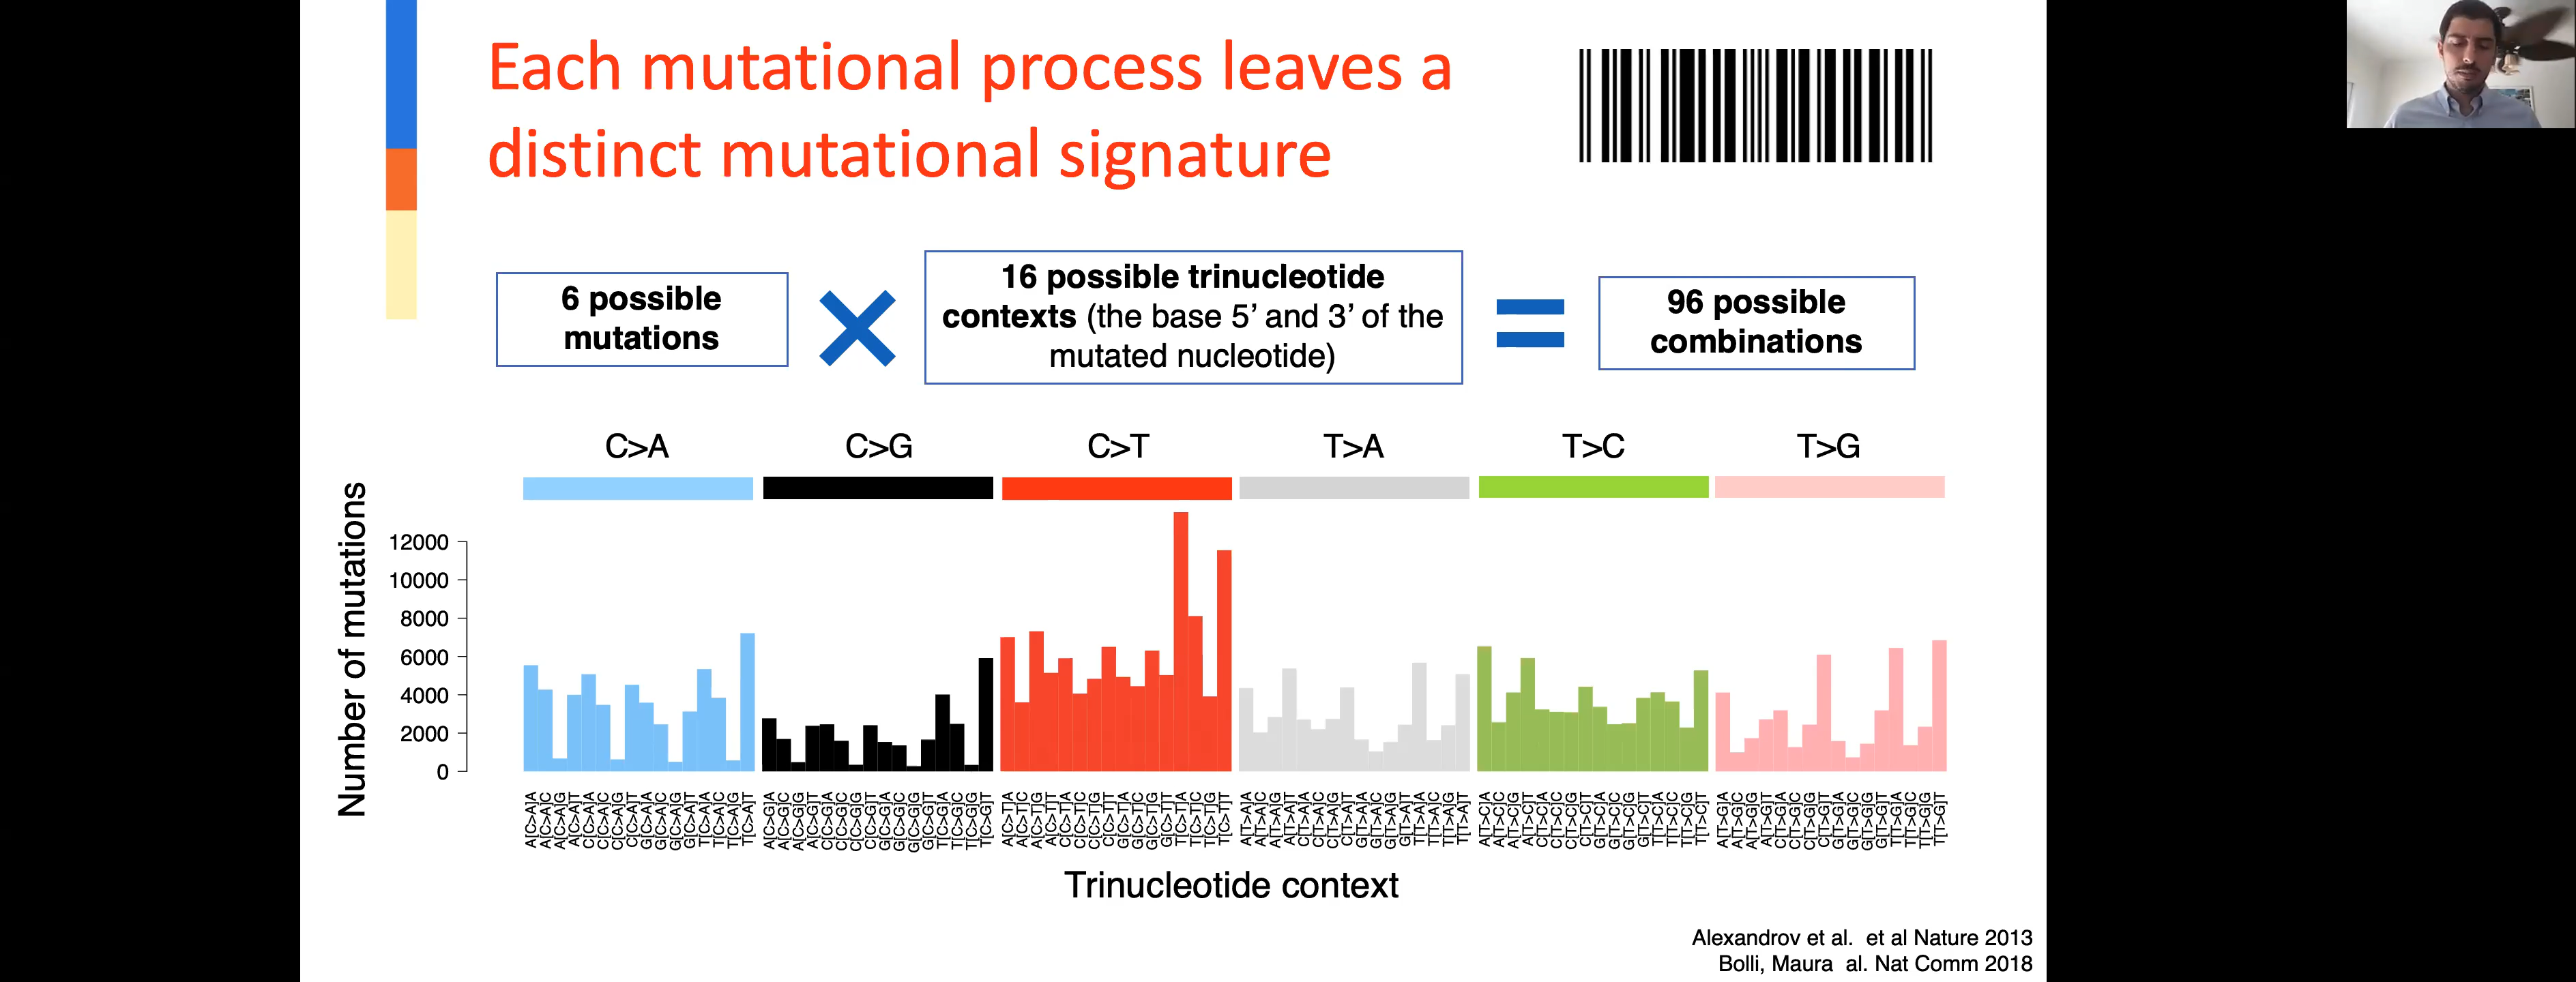 Each mutational process leaves a
distinct mutational signature
6 possible
mutations
16 possible trinucleotide
contexts (the base 5’ and 3’ of the
mutated nucleotide)
96 possible
combinations
C>A
C>G
C>T
T>A
T>C
T>G
Number of mutations
12000
10000
8000
6000
4000
2000
0
A[C>A]A
A[C>A]C
A[C>A]G
A[C>A]T
C[C>A]A
C[C>A]C
C[C>A]G
C[C>A]T
G[C>A]A
G[C>A]C
G[C>A]G
G[C>A]T
T[C>A]A
T[C>A]C
T[C>A]G
T[C>A]T
A[C>G]A
A[C>G]C
A[C>G]G
A[C>G]T
C[C>G]A
C[C>G]C
C[C>G]G
C[C>G]T
G[C>G]A
G[C>G]C
G[C>G]G
G[C>G]T
T[C>G]A
T[C>G]C
T[C>G]G
T[C>G]T
A[C>T]A
A[C>T]C
A[C>T]G
A[C>T]T
C[C>T]A
C[C>T]C
C[C>T]G
C[C>T]T
G[C>T]A
G[C>T]C
G[C>T]G
G[C>T]T
T[C>T]A
T[C>T]C
T[C>T]G
T[C>T]T
A[T>A]A
A[T>A]C
A[T>A]G
A[T>A]T
C[T>A]A
C[T>A]C
C[T>A]G
C[T>A]T
G[T>A]A
G[T>A]C
G[T>A]G
G[T>A]T
T[T>A]A
T[T>A]C
T[T>A]G
T[T>A]T
A[T>C]A
A[T>C]C
A[T>C]G
A[T>C]T
C[T>C]A
C[T>C]C
C[T>C]G
C[T>C]T
G[T>C]A
G[T>C]C
G[T>C]G
G[T>C]T
T[T>C]A
T[T>C]C
T[T>C]G
T[T>C]T
A[T>G]A
A[T>G]C
A[T>G]G
A[T>G]T
C[T>G]A
C[T>G]C
C[T>G]G
C[T>G]T
G[T>G]A
G[T>G]C
G[T>G]G
G[T>G]T
T[T>G]A
T[T>G]C
T[T>G]G
T[T>G]T
Trinucleotide context
Alexandrov et al.  et al Nature 2013
Bolli, Maura  al. Nat Comm 2018